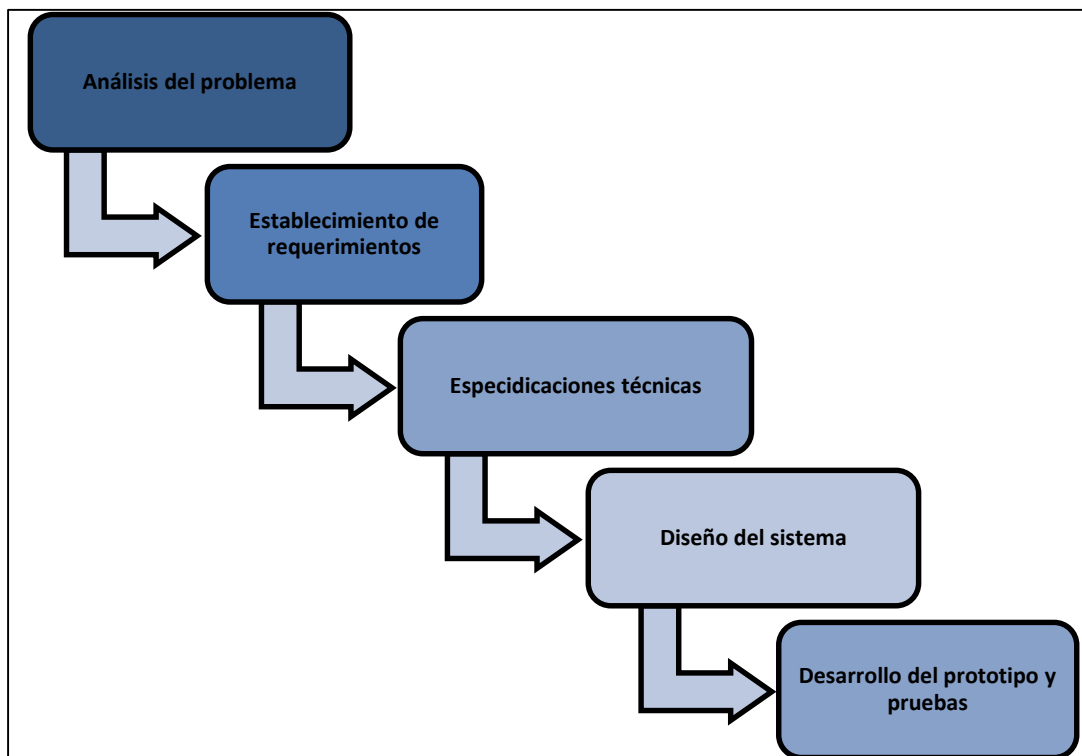 Análisis del problema
Establecimiento de
requerimientos
Especidicaciones técnicas
Diseño del sistema
Desarrollo del prototipo y
pruebas